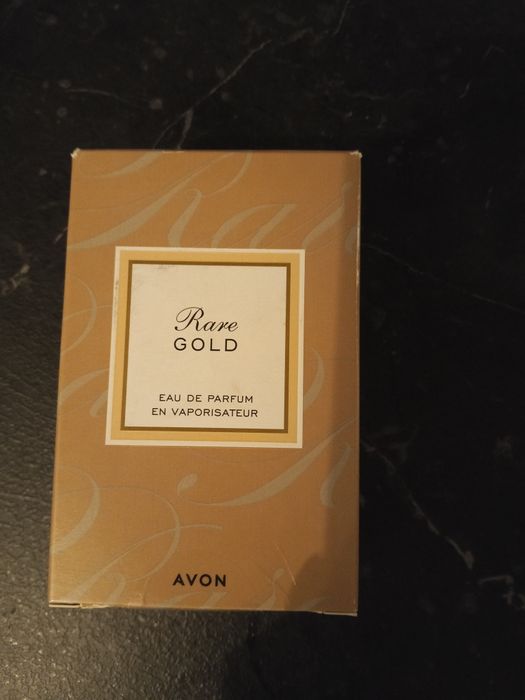 Rare
GOLD
EAU DE PARFUM
EN VAPORISATEUR
AVON